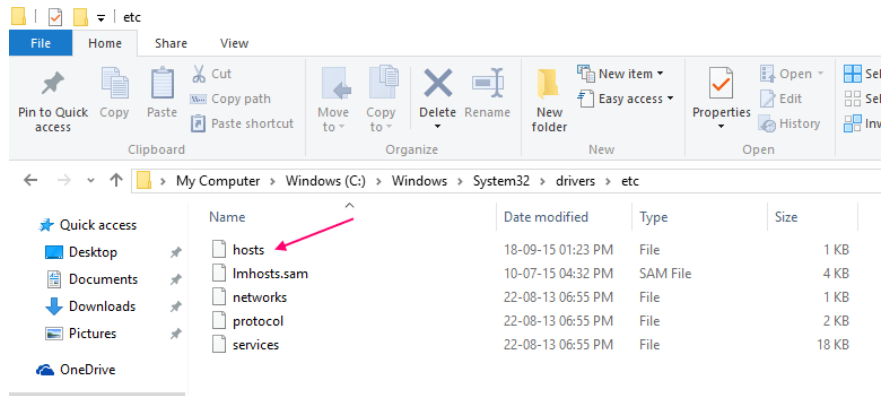 etc
File Home Share View
Pin to Quick access
Copy
Paste
Cut
Copy path
Paste shortcut
Clipboard
Move to
Copy to
Delete
Rename
Organize
New folder
New item
Easy access
New
Properties
Open
Edit
History
Open
Sel
Sel
Inv
My Computer > Windows (C:) > Windows > System32 > drivers > etc
Quick access
Desktop
Documents
Downloads
Pictures
OneDrive
Name Date modified Type Size
hosts 18-09-15 01:23 PM File 1 KB
lmhosts.sam 10-07-15 04:32 PM SAM File 4 KB
networks 22-08-13 06:55 PM File 1 KB
protocol 22-08-13 06:55 PM File 2 KB
services 22-08-13 06:55 PM File 18 KB